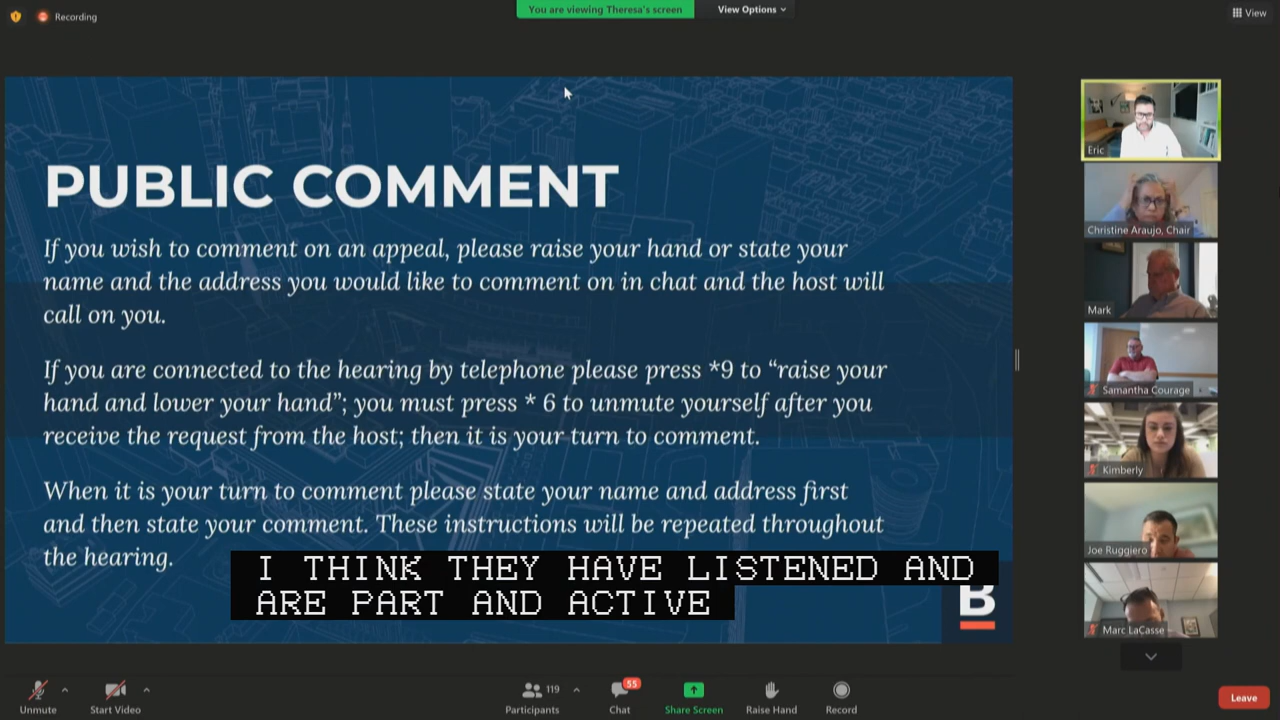 Recording
You are viewing Theresa's screen
View Options
View
PUBLIC COMMENT
If you wish to comment on an appeal, please raise your hand or state your
name and the address you would like to comment on in chat and the host will
call on you.
If you are connected to the hearing by telephone please press *9 to “raise your
hand and lower your hand”; you must press * 6 to unmute yourself after you
receive the request from the host; then it is your turn to comment.
When it is your turn to comment please state your name and address first
and then state your comment. These instructions will be repeated throughout
the hearing.
I THINK THEY HAVE LISTENED AND
ARE PART AND ACTIVE
B
Eric
Christine Araujo, Chair
Mark
Samantha Courage
Kimberly
Joe Ruggiero
Marc LaCasse
Unmute
Start Video
119
Participants
55
Chat
Share Screen
Raise Hand
Record
Leave